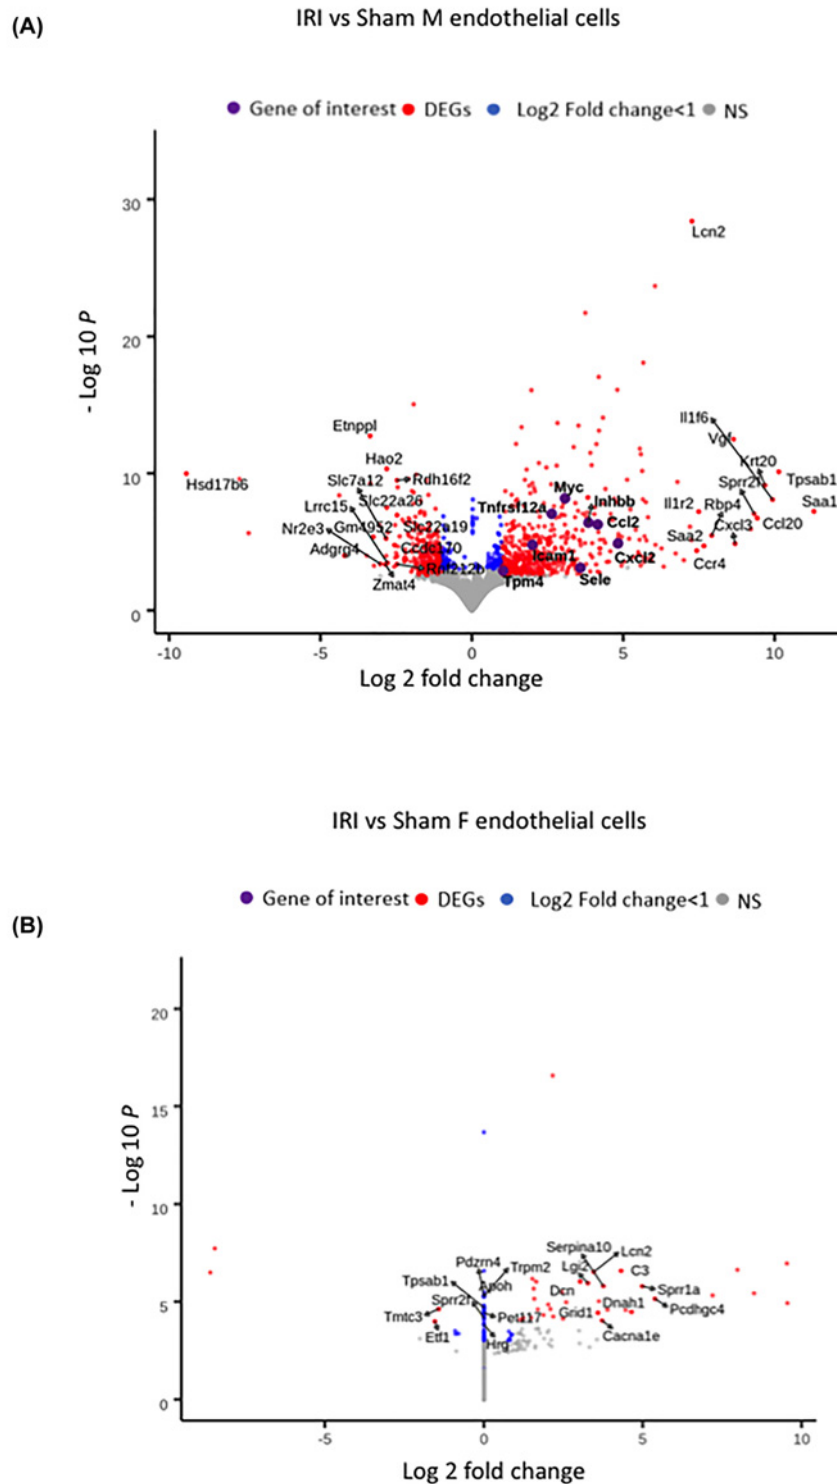 (A)
IRI vs Sham M endothelial cells
Gene of interest DEGs Log2 Fold change<1 NS
30
Lcn2
20
- Log 10 P
Il1f6
Etnppl
Vgf
Hao2
Krt20
10
Hsd17b6
Slc7a12
Rdh16f2
Myc
Sprr2f
Tpsab1
Lrrc15
Slc22a26
Tnfrsf12a
Inhbb
Il1r2
Rbp4
Saa1
Nr2e3
Gm4952
Slc22a19
Ccl2
Cxcl3
Ccl20
Adgrg4
Ccdc170
Icam1
Cxcl2
Saa2
Zmat4
Rnf212b
Tpm4
Sele
Ccr4
0
-10 -5 0 5 10
Log 2 fold change
IRI vs Sham F endothelial cells
Gene of interest DEGs Log2 Fold change<1 NS
(B)
20
15
- Log 10 P
10
Serpina10
Lcn2
Pdzrn4
Trpm2
Lgi2
C3
Tpsab1
Apoh
Dcn
Sprr1a
5
Sprr2f
Dnah1
Pcdhgc4
Tmtc3
Pet117
Grid1
Etf1
Hrg
Cacna1e
0
-5 0 5 10
Log 2 fold change